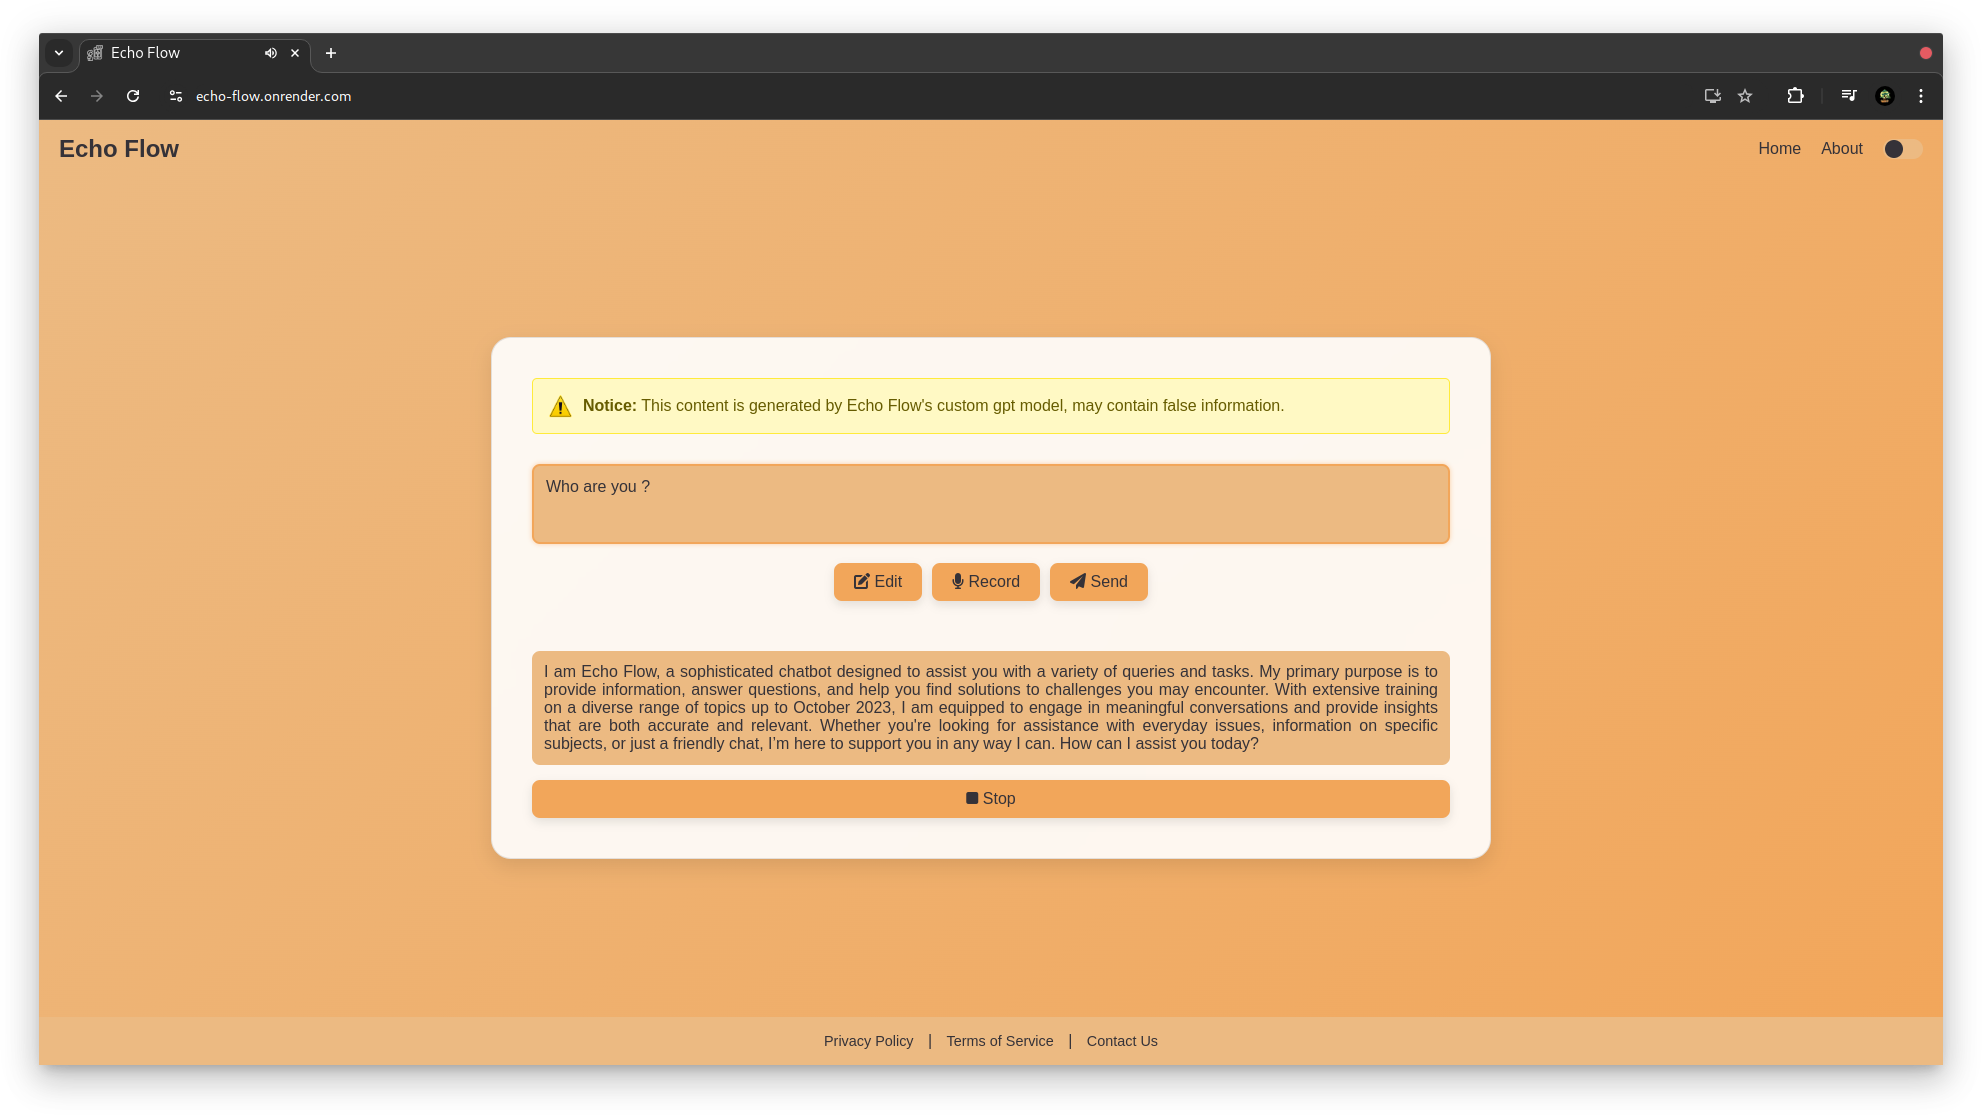 Echo Flow
echo-flow.onrender.com
Echo Flow
Home About
Notice: This content is generated by Echo Flow's custom gpt model, may contain false information.
Who are you ?
Edit Record Send
I am Echo Flow, a sophisticated chatbot designed to assist you with a variety of queries and tasks. My primary purpose is to
provide information, answer questions, and help you find solutions to challenges you may encounter. With extensive training
on a diverse range of topics up to October 2023, I am equipped to engage in meaningful conversations and provide insights
that are both accurate and relevant. Whether you're looking for assistance with everyday issues, information on specific
subjects, or just a friendly chat, I’m here to support you in any way I can. How can I assist you today?
Stop
Privacy Policy | Terms of Service | Contact Us